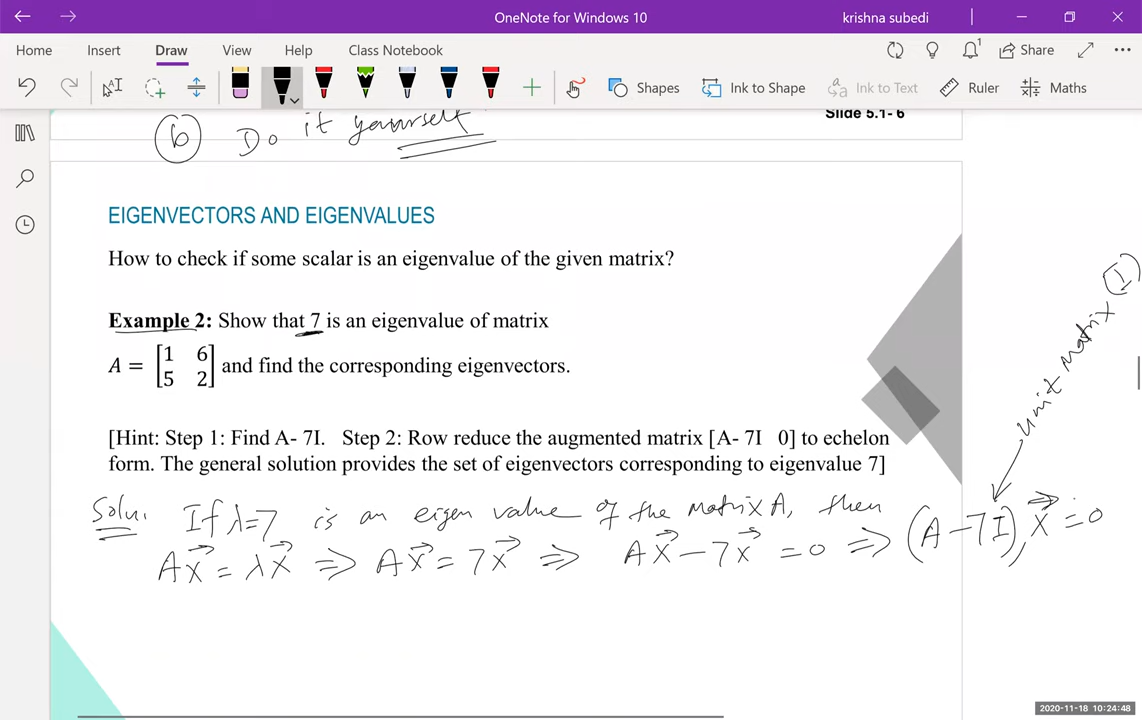 OneNote for Windows 10
krishna subedi
Home Insert Draw View Help Class Notebook
1 Share
Shapes Ink to Shape Ink to Text Ruler Maths
Slide 5.1- 6
(b) Do it yourself
EIGENVECTORS AND EIGENVALUES
How to check if some scalar is an eigenvalue of the given matrix?
Example 2: Show that 7 is an eigenvalue of matrix
A = [1 6
5 2] and find the corresponding eigenvectors.
[Hint: Step 1: Find A- 7I. Step 2: Row reduce the augmented matrix [A- 7I 0] to echelon
form. The general solution provides the set of eigenvectors corresponding to eigenvalue 7]
unit matrix (I)
Soln. If λ=7 is an eigen value of the matrix A, then
AX⃗ = λX⃗ ⇒ AX⃗ = 7X⃗ ⇒ AX⃗ − 7X⃗ = 0 ⇒ (A − 7I) X⃗ = 0
2020-11-18 10:24:48